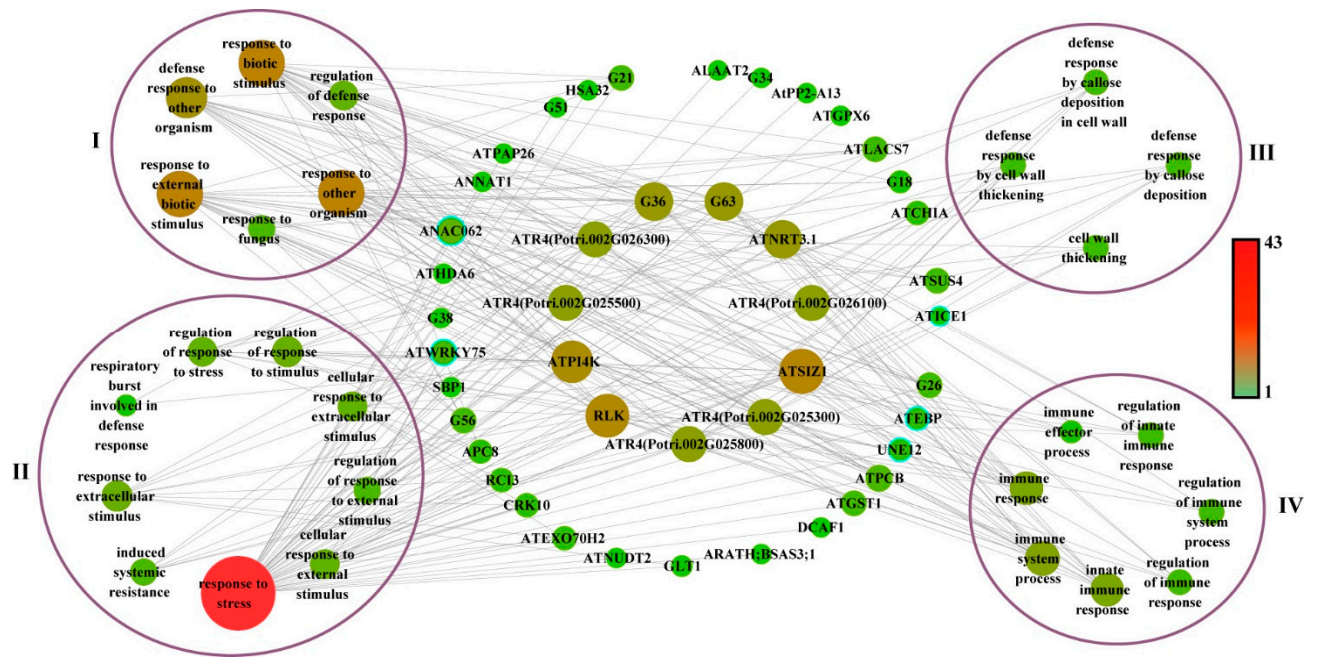 I
response to
biotic
stimulus
defense
response to
other
organism
regulation
of defense
response
response to
external
biotic
stimulus
response to
other
organism
response to
fungus
II
regulation
of response
to stress
regulation
of response
to stimulus
respiratory
burst
involved in
defense
response
cellular
response to
extracellular
stimulus
response to
extracellular
stimulus
regulation
of response
to external
stimulus
induced
systemic
resistance
cellular
response to
external
stimulus
response to
stress
G21
HSA32
G51
ATPAP26
ANNAT1
ANAC062
ATHDA6
G38
ATWRKY75
SBP1
G56
APC8
RCI3
CRK10
ATEXO70H2
ATNUDT2
GLT1
ARATH;BSAS3;1
DCAF1
ATGST1
ATPCB
UNE12
ATEBP
G26
ATICE1
ATSUS4
ATCHIA
G18
ATLACS7
ATGPX6
AtPP2-A13
G34
ALAAT2
G36
G63
ATR4(Potri.002G026300)
ATNRT3.1
ATR4(Potri.002G025500)
ATR4(Potri.002G026100)
ATPI4K
ATSIZ1
RLK
ATR4(Potri.002G025300)
ATR4(Potri.002G025800)
III
defense
response
by callose
deposition
in cell wall
defense
response
by cell wall
thickening
defense
response
by callose
deposition
cell wall
thickening
43
1
IV
immune
effector
process
regulation
of innate
immune
response
immune
response
regulation
of immune
system
process
immune
system
process
innate
immune
response
regulation
of immune
response